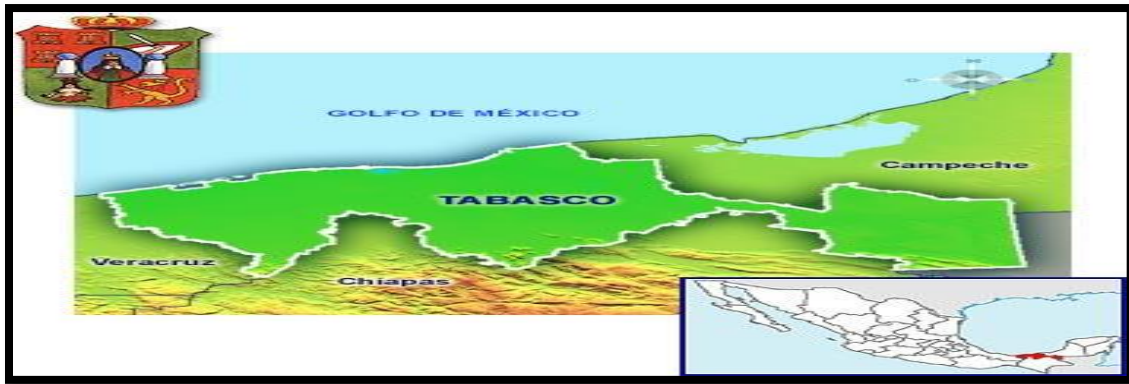 GOLFO DE MÉXICO
Campeche
TABASCO
Veracruz
Chiapas